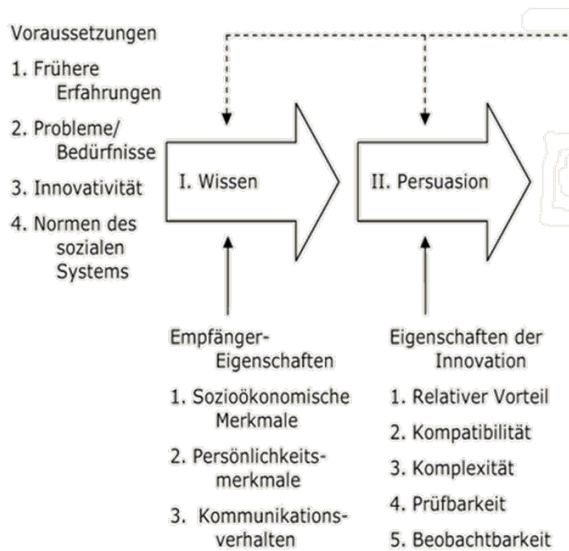 Voraussetzungen
1. Frühere
Erfahrungen
2. Probleme/
Bedürfnisse
3. Innovativität
4. Normen des
sozialen
Systems
I. Wissen
II. Persuasion
Empfänger-
Eigenschaften
1. Sozioökonomische
Merkmale
2. Persönlichkeits-
merkmale
3. Kommunikations-
verhalten
Eigenschaften der
Innovation
1. Relativer Vorteil
2. Kompatibilität
3. Komplexität
4. Prüfbarkeit
5. Beobachtbarkeit